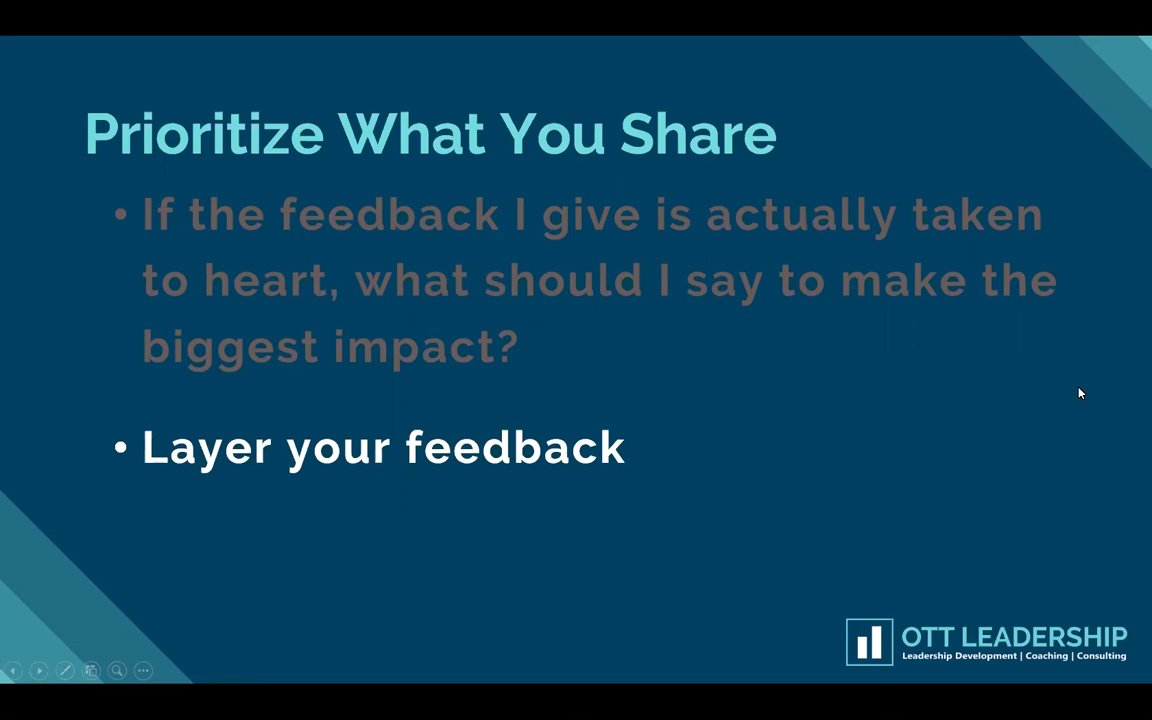 Prioritize What You Share
• If the feedback I give is actually taken
to heart, what should I say to make the
biggest impact?
• Layer your feedback
OTT LEADERSHIP
Leadership Development | Coaching | Consulting